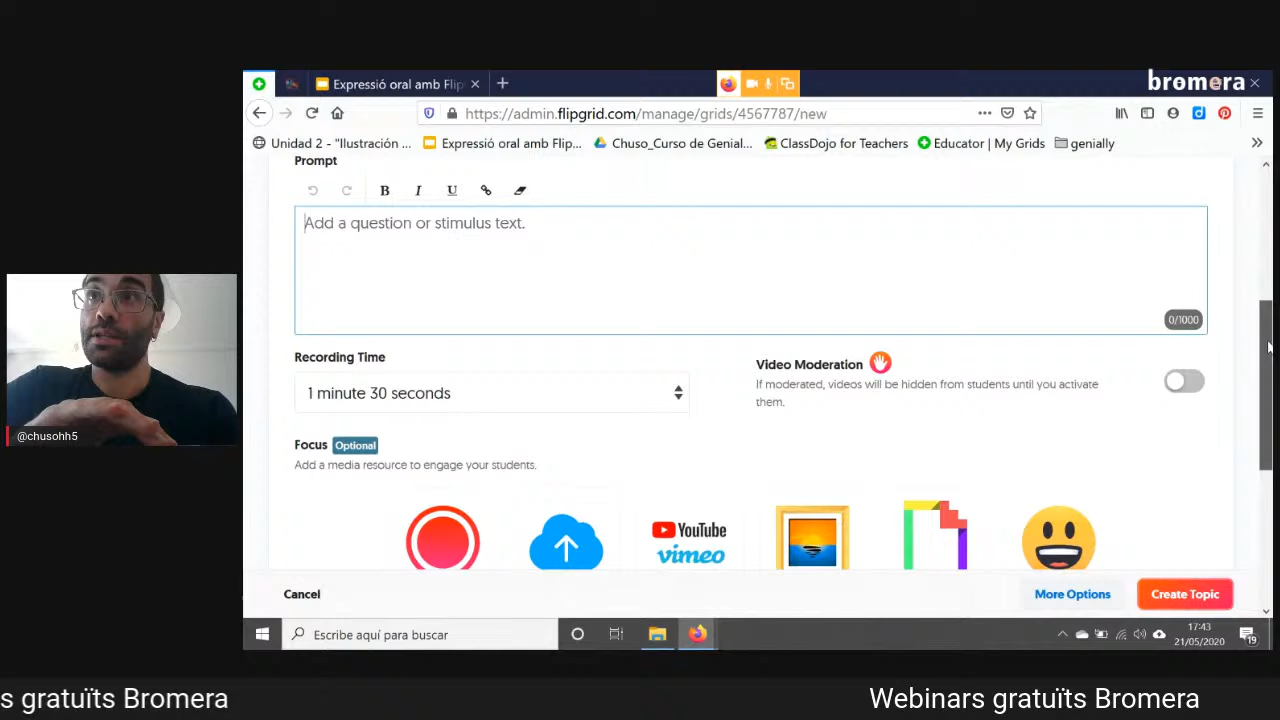 Expressió oral amb Flip
bromera
https://admin.flipgrid.com/manage/grids/4567787/new
Unidad 2 - "Ilustración ...
Expressió oral amb Flip...
Chuso_Curso de Genial...
ClassDojo for Teachers
Educator | My Grids
genially
Prompt
B I U
Add a question or stimulus text.
0/1000
Recording Time
1 minute 30 seconds
Video Moderation
If moderated, videos will be hidden from students until you activate
them.
Focus Optional
Add a media resource to engage your students.
YouTube
vimeo
@chusohh5
Cancel
More Options
Create Topic
Escribe aquí para buscar
17:43
21/05/2020
19
s gratuïts Bromera
Webinars gratuïts Bromera